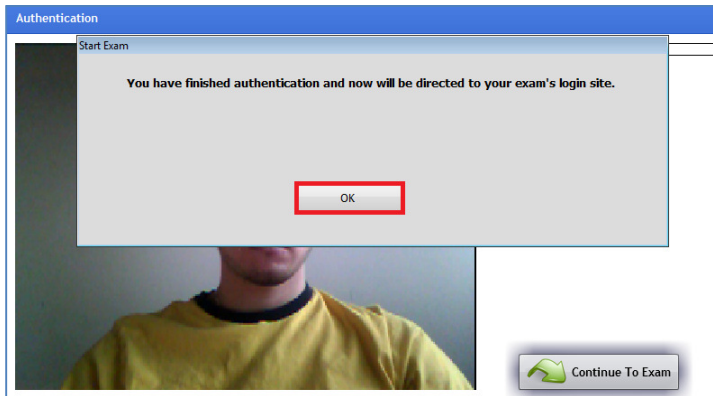 Authentication
Start Exam
You have finished authentication and now will be directed to your exam's login site.
OK
Continue To Exam